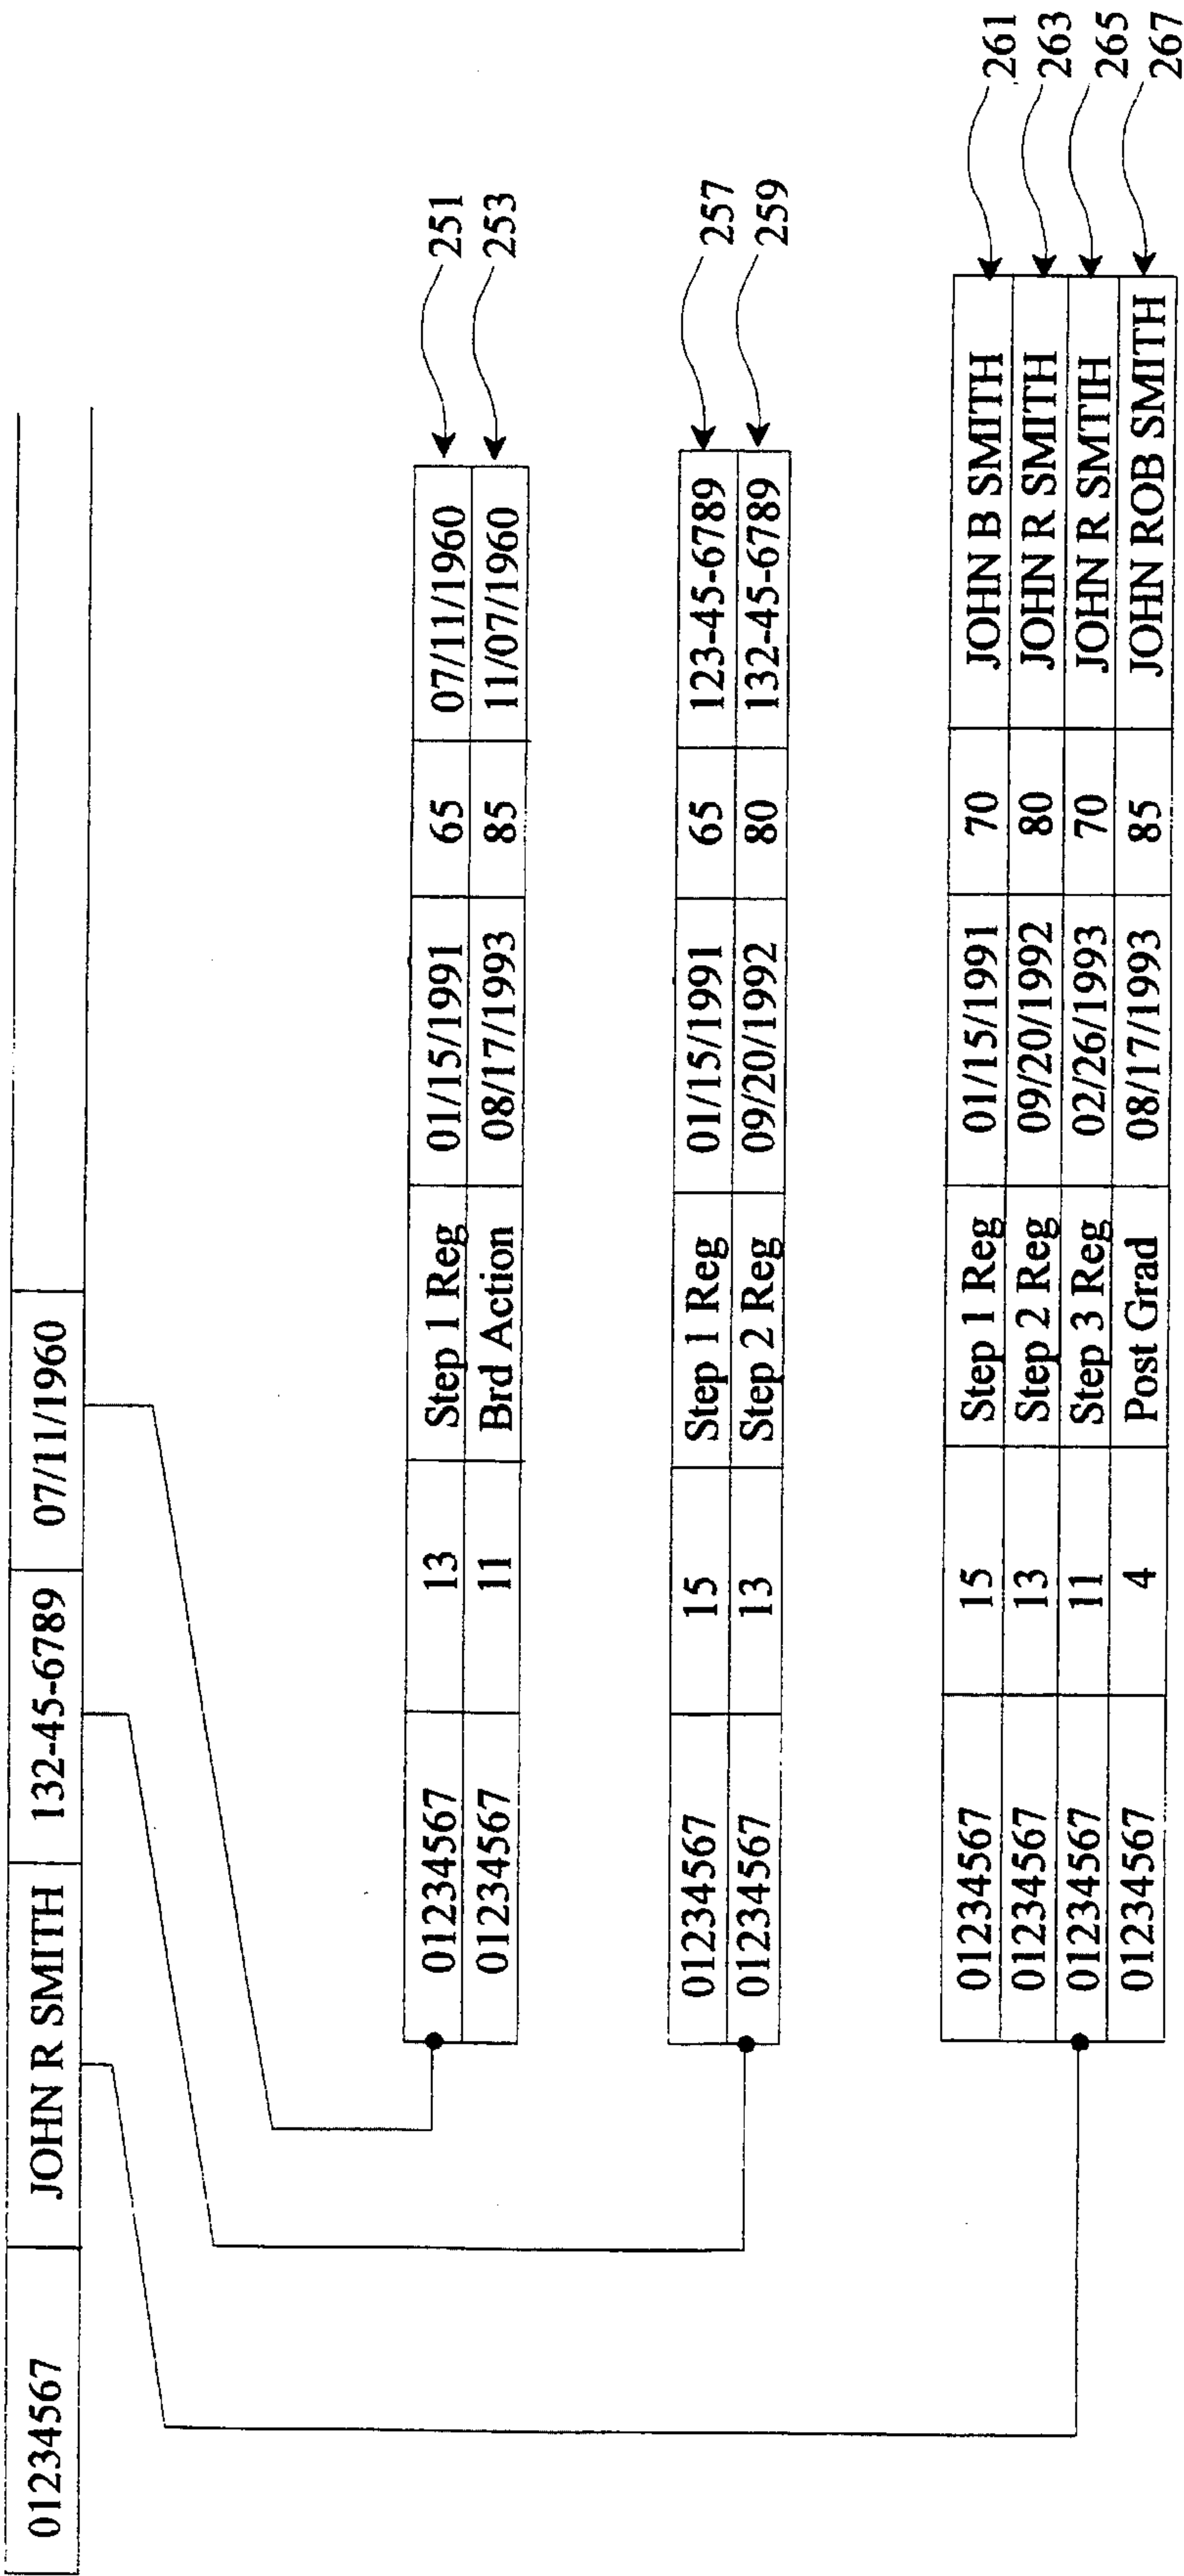 01234567 JOHN R SMITH 132-45-6789 07/11/1960
01234567 13 Step 1 Reg 01/15/1991 65 07/11/1960 251
01234567 11 Brd Action 08/17/1993 85 11/07/1960 253
01234567 15 Step 1 Reg 01/15/1991 65 123-45-6789 257
01234567 13 Step 2 Reg 09/20/1992 80 132-45-6789 259
01234567 15 Step 1 Reg 01/15/1991 70 JOHN B SMITH 261
01234567 13 Step 2 Reg 09/20/1992 80 JOHN R SMITH 263
01234567 11 Step 3 Reg 02/26/1993 70 JOHN R SMTIH 265
01234567 4 Post Grad 08/17/1993 85 JOHN ROB SMITH 267